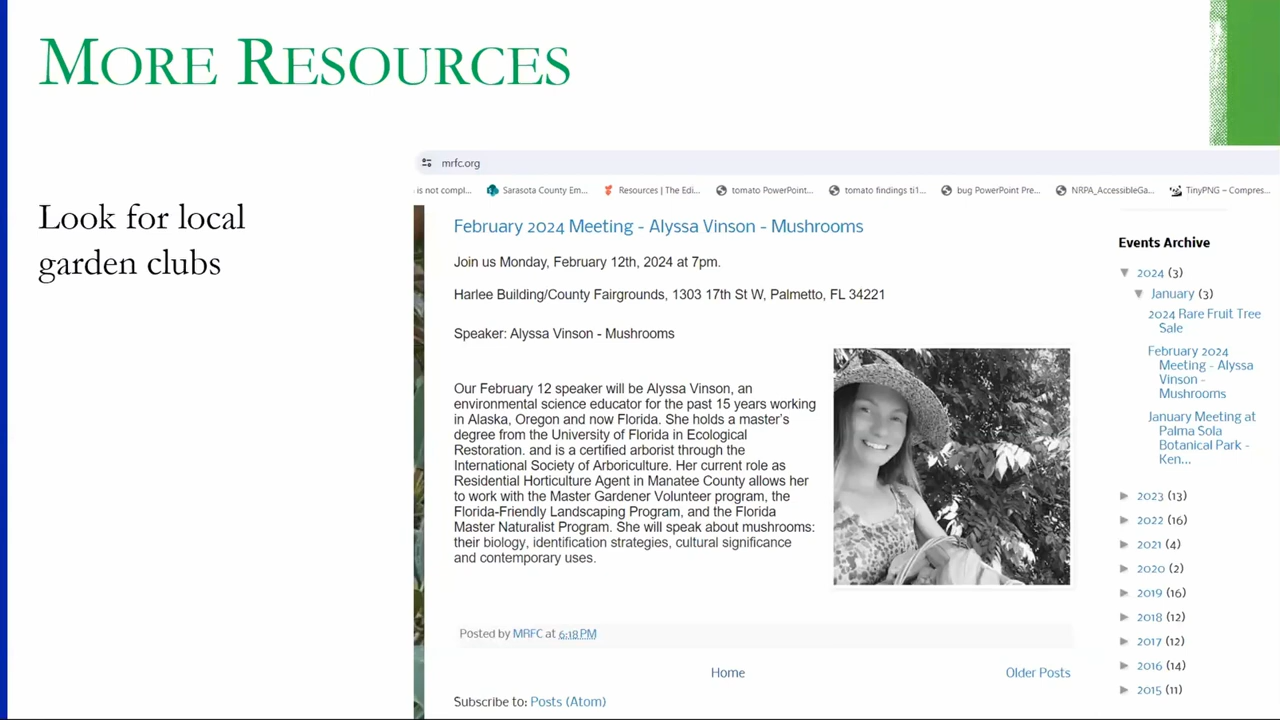 MORE RESOURCES
Look for local
garden clubs
mrfc.org
is not compl...
Sarasota County Em...
Resources | The Edi...
tomato PowerPoint...
tomato findings ti1...
bug PowerPoint Pre...
NRPA_AccessibleGa...
TinyPNG – Compres...
February 2024 Meeting - Alyssa Vinson - Mushrooms
Join us Monday, February 12th, 2024 at 7pm.
Harlee Building/County Fairgrounds, 1303 17th St W, Palmetto, FL 34221
Speaker: Alyssa Vinson - Mushrooms
Our February 12 speaker will be Alyssa Vinson, an
environmental science educator for the past 15 years working
in Alaska, Oregon and now Florida. She holds a master's
degree from the University of Florida in Ecological
Restoration. and is a certified arborist through the
International Society of Arboriculture. Her current role as
Residential Horticulture Agent in Manatee County allows her
to work with the Master Gardener Volunteer program, the
Florida-Friendly Landscaping Program, and the Florida
Master Naturalist Program. She will speak about mushrooms:
their biology, identification strategies, cultural significance
and contemporary uses.
Posted by MRFC at 6:18 PM
Home
Older Posts
Subscribe to: Posts (Atom)
Events Archive
▼ 2024 (3)
▼ January (3)
2024 Rare Fruit Tree
Sale
February 2024
Meeting - Alyssa
Vinson -
Mushrooms
January Meeting at
Palma Sola
Botanical Park -
Ken...
► 2023 (13)
► 2022 (16)
► 2021 (4)
► 2020 (2)
► 2019 (16)
► 2018 (12)
► 2017 (12)
► 2016 (14)
► 2015 (11)